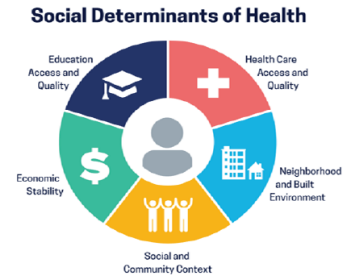 Social Determinants of Health
Education
Access and
Quality
Health Care
Access and
Quality
Economic
Stability
Neighborhood
and Built
Environment
Social and
Community Context